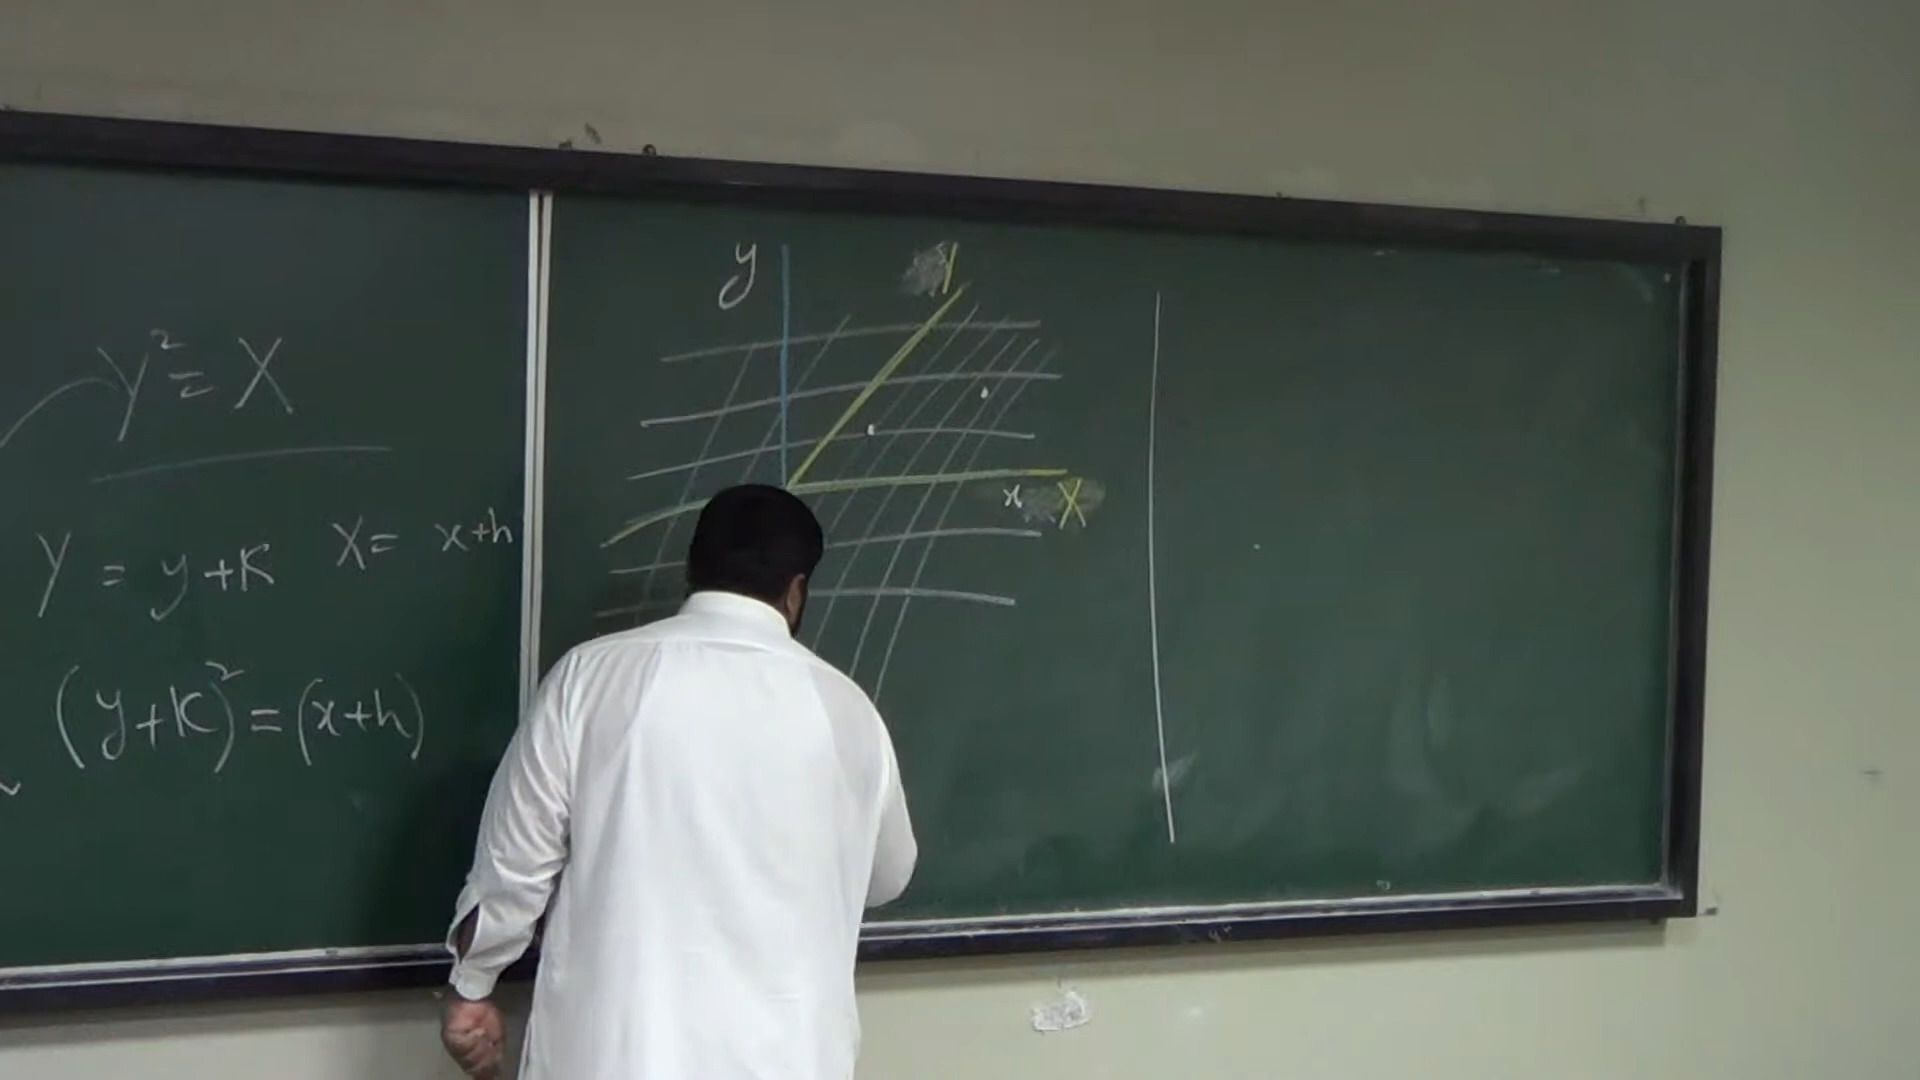 Y² = X
Y = y+K X = x+h
(y+K)² = (x+h)
y Y
x X